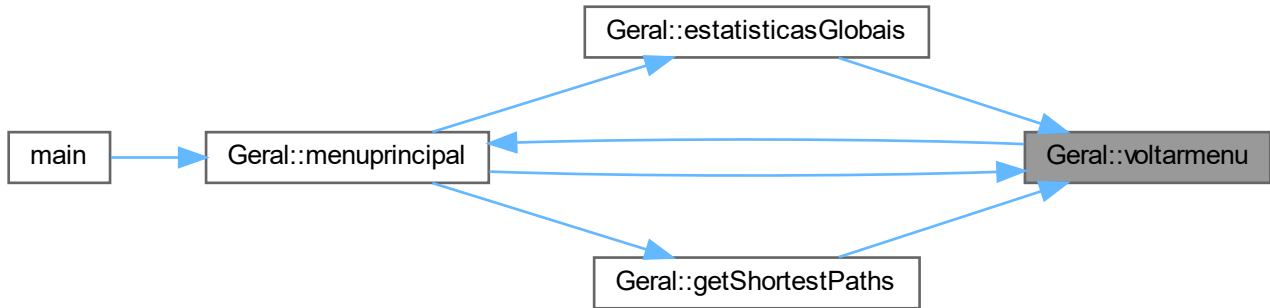 Geral::estatisticasGlobais
main
Geral::menuprincipal
Geral::voltarmenu
Geral::getShortestPaths